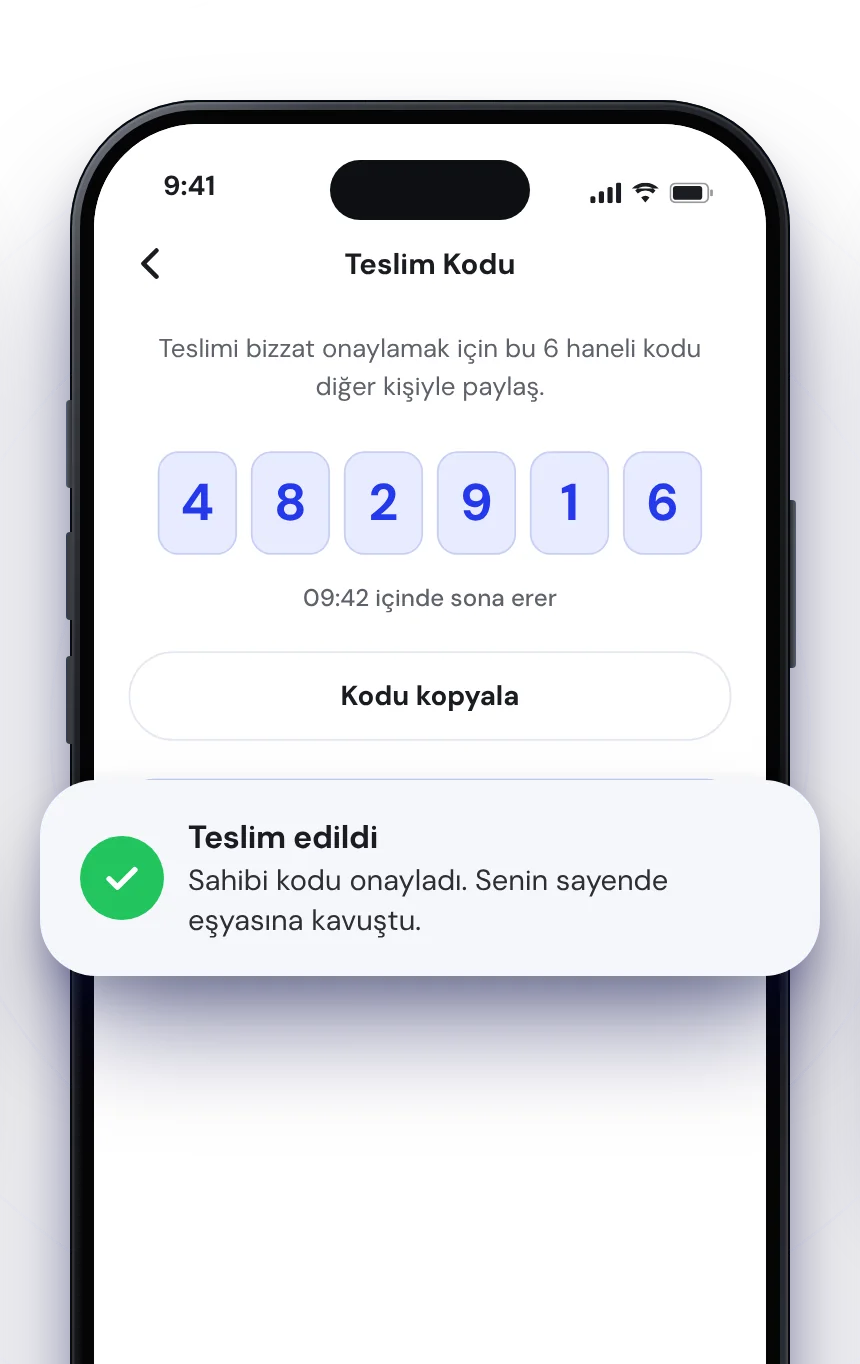 9:41
Teslim Kodu
Teslimi bizzat onaylamak için bu 6 haneli kodu
diğer kişiyle paylaş.
4 8 2 9 1 6
09:42 içinde sona erer
Kodu kopyala
Teslim edildi
Sahibi kodu onayladı. Senin sayende
eşyasına kavuştu.